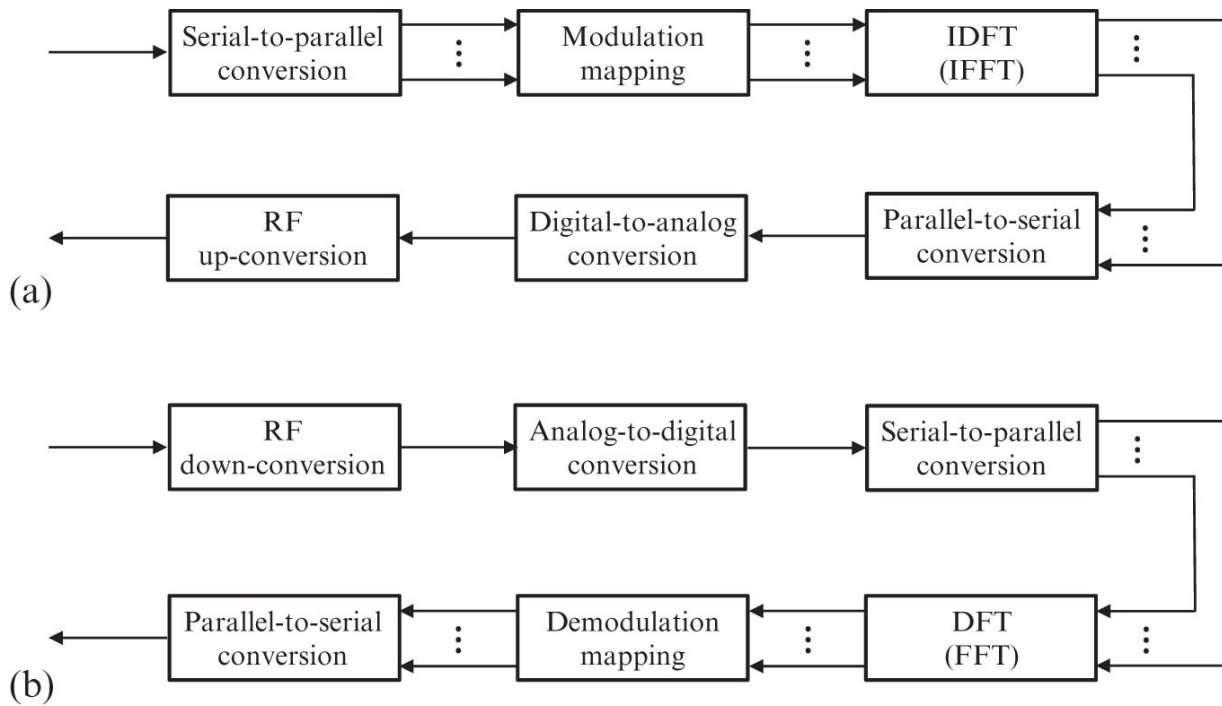 Serial-to-parallel
conversion
Modulation
mapping
IDFT
(IFFT)
RF
up-conversion
Digital-to-analog
conversion
Parallel-to-serial
conversion
(a)
RF
down-conversion
Analog-to-digital
conversion
Serial-to-parallel
conversion
Parallel-to-serial
conversion
Demodulation
mapping
DFT
(FFT)
(b)